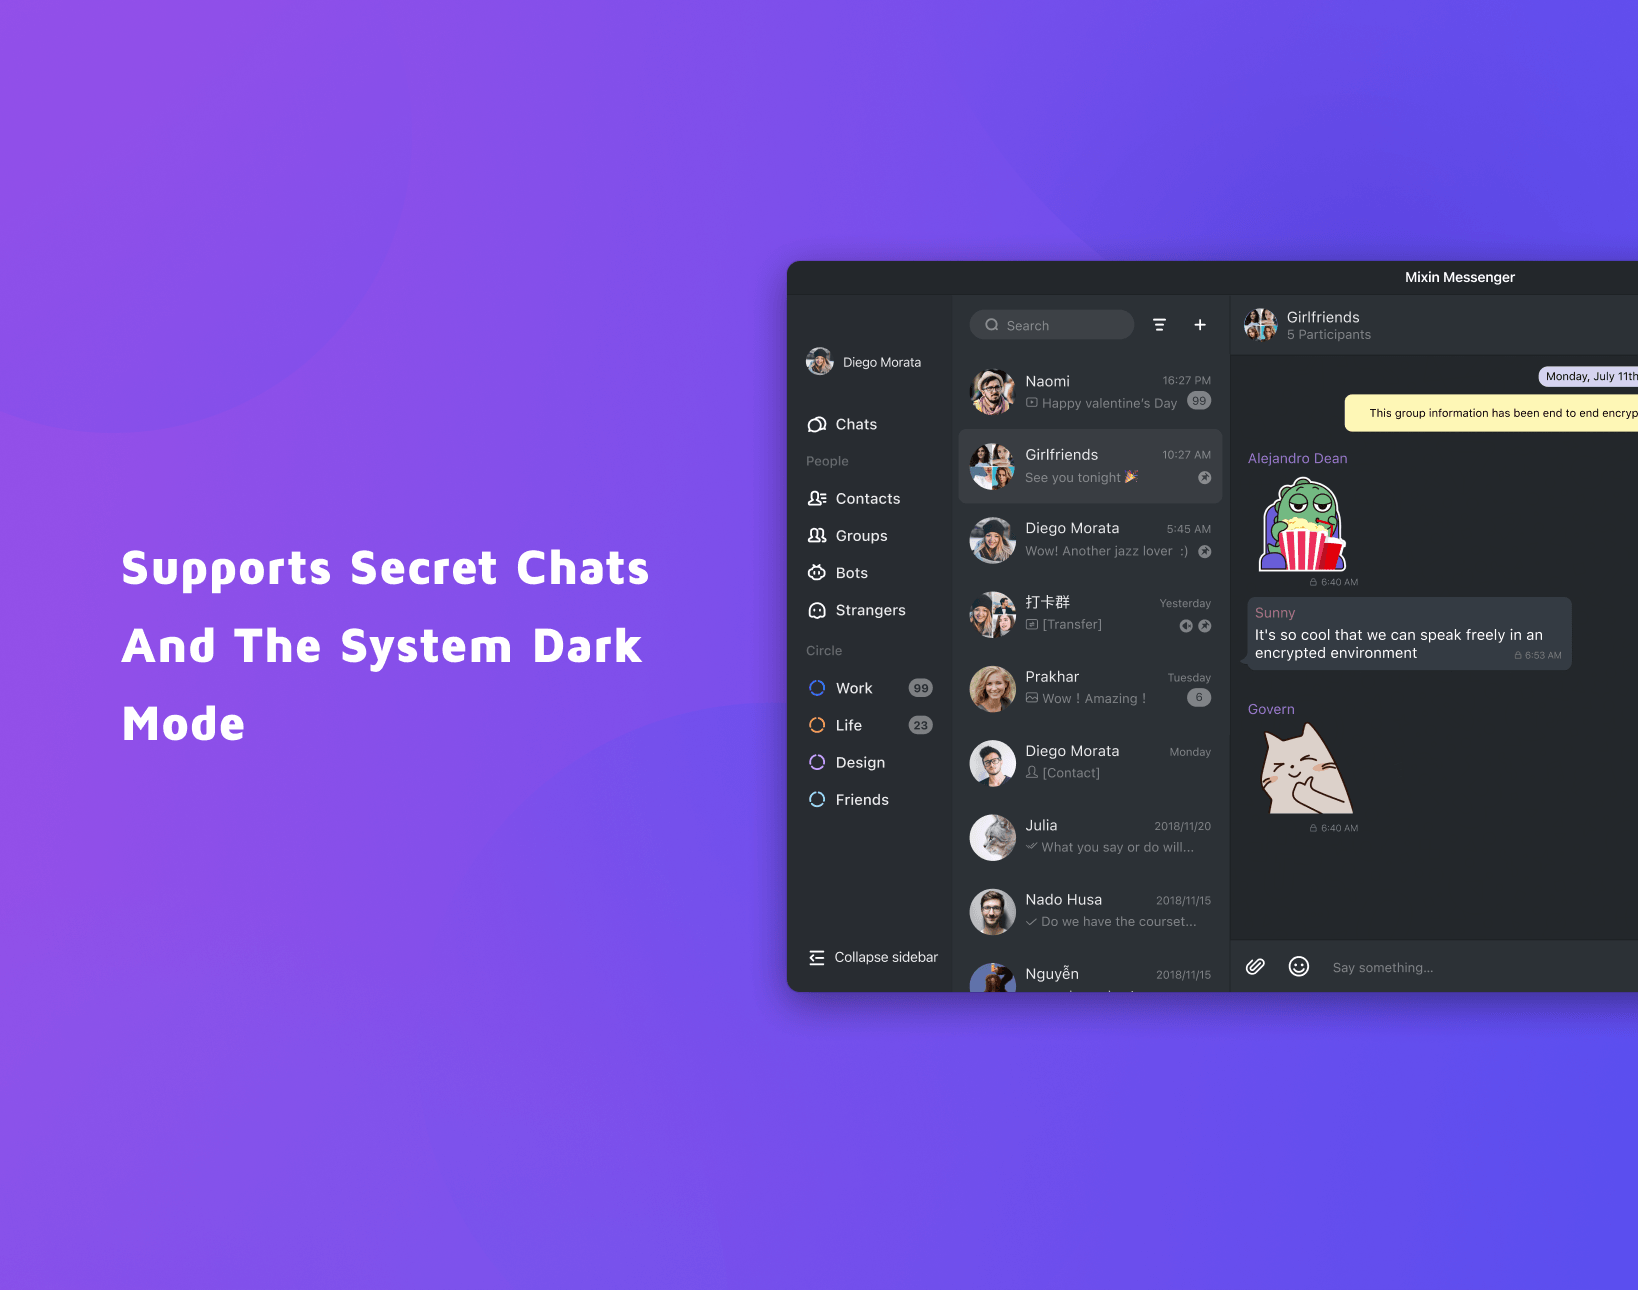 Supports Secret Chats
And The System Dark
Mode
Mixin Messenger
Diego Morata
Chats
People
Contacts
Groups
Bots
Strangers
Circle
Work 99
Life 23
Design
Friends
Collapse sidebar
Search
Naomi 16:27 PM
Happy valentine's Day 99
Girlfriends 10:27 AM
See you tonight 🎉
Diego Morata 5:45 AM
Wow! Another jazz lover :)
打卡群 Yesterday
[Transfer]
Prakhar Tuesday
Wow！Amazing！ 6
Diego Morata Monday
[Contact]
Julia 2018/11/20
What you say or do will...
Nado Husa 2018/11/15
Do we have the courset...
Nguyễn 2018/11/15
Girlfriends
5 Participants
Monday, July 11th
This group information has been end to end encryp
Alejandro Dean
6:40 AM
Sunny
It's so cool that we can speak freely in an
encrypted environment 6:53 AM
Govern
6:40 AM
Say something...